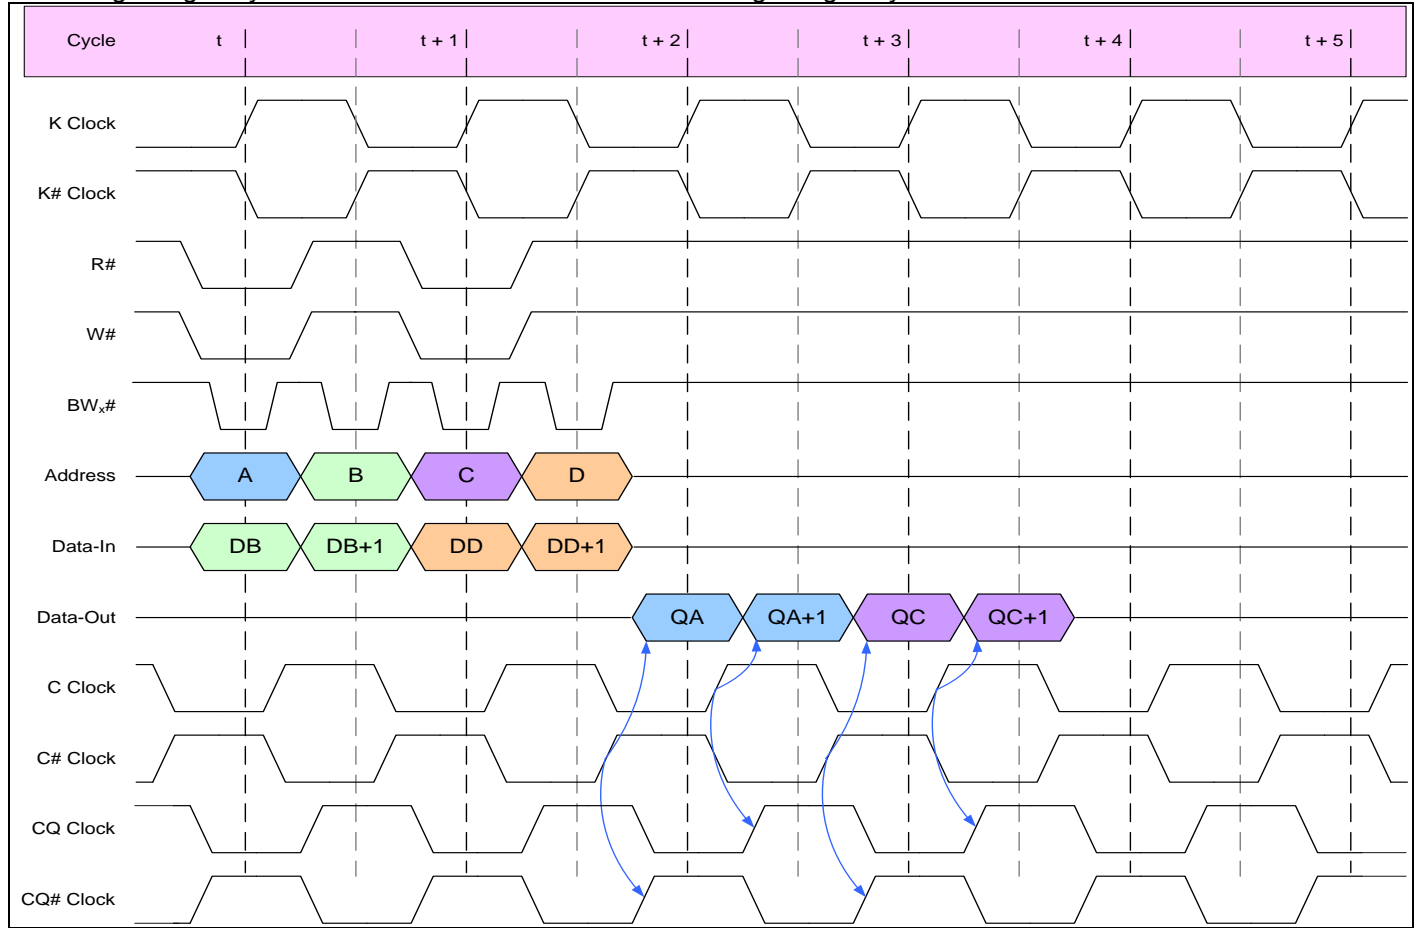 Cycle t t + 1 t + 2 t + 3 t + 4 t + 5
K Clock
K# Clock
R#
W#
BWₓ#
Address A B C D
Data-In DB DB+1 DD DD+1
Data-Out QA QA+1 QC QC+1
C Clock
C# Clock
CQ Clock
CQ# Clock